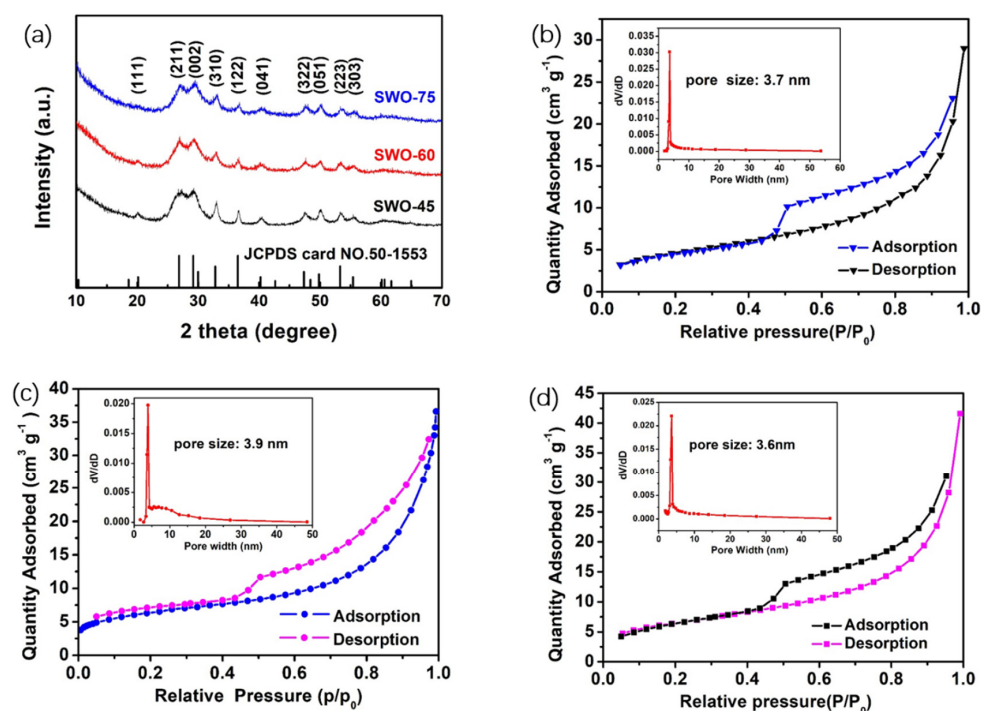 (a)
Intensity (a.u.)
(111)
(211)
(002)
(310)
(122)
(041)
(322)
(051)
(223)
(303)
SWO-75
SWO-60
SWO-45
JCPDS card NO.50-1553
10 20 30 40 50 60 70
2 theta (degree)
(b)
Quantity Adsorbed (cm³ g⁻¹)
30
25
20
15
10
5
0
0.0 0.2 0.4 0.6 0.8 1.0
Relative pressure(P/P₀)
dV/dD
0.035
0.030
0.025
0.020
0.015
0.010
0.005
0.000
0 10 20 30 40 50 60
Pore Width (nm)
pore size: 3.7 nm
Adsorption
Desorption
(c)
Quantity Adsorbed (cm³ g⁻¹)
40
35
30
25
20
15
10
5
0
0.0 0.2 0.4 0.6 0.8 1.0
Relative Pressure (p/p₀)
dV/dD
0.020
0.015
0.010
0.005
0.000
0 10 20 30 40 50
Pore width (nm)
pore size: 3.9 nm
Adsorption
Desorption
(d)
Quantity Adsorbed (cm³ g⁻¹)
45
40
35
30
25
20
15
10
5
0
0.0 0.2 0.4 0.6 0.8 1.0
Relative pressure(P/P₀)
dV/dD
0.025
0.020
0.015
0.010
0.005
0.000
0 10 20 30 40 50
Pore Width (nm)
pore size: 3.6nm
Adsorption
Desorption